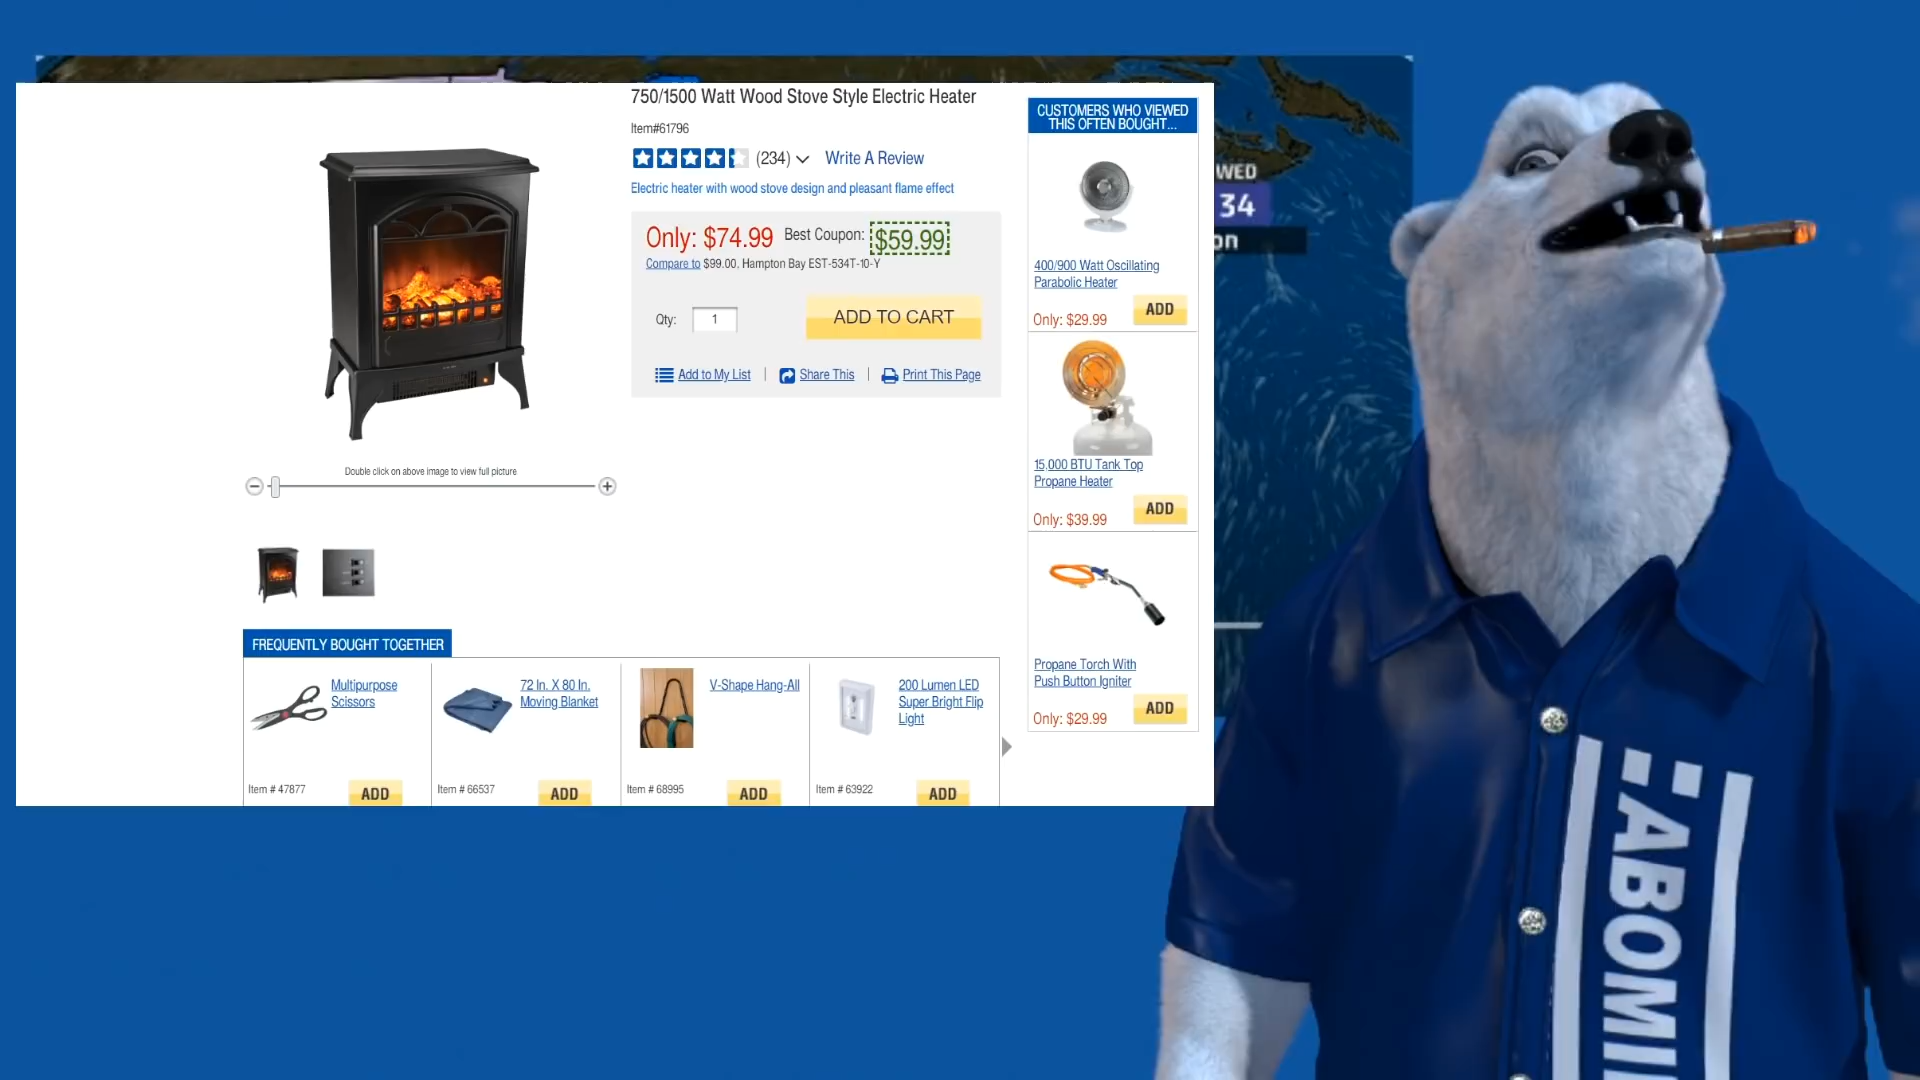 750/1500 Watt Wood Stove Style Electric Heater
Item#61796
(234)
Write A Review
Electric heater with wood stove design and pleasant flame effect
Only: $74.99 Best Coupon: $59.99
Compare to $99.00, Hampton Bay EST-534T-10-Y
Qty: 1
ADD TO CART
Add to My List | Share This | Print This Page
Double click on above image to view full picture
FREQUENTLY BOUGHT TOGETHER
Multipurpose
Scissors
Item # 47877
ADD
72 In. X 80 In.
Moving Blanket
Item # 66537
ADD
V-Shape Hang-All
Item # 68995
ADD
200 Lumen LED
Super Bright Flip
Light
Item # 63922
ADD
CUSTOMERS WHO VIEWED
THIS OFTEN BOUGHT...
400/900 Watt Oscillating
Parabolic Heater
Only: $29.99
ADD
15,000 BTU Tank Top
Propane Heater
Only: $39.99
ADD
Propane Torch With
Push Button Igniter
Only: $29.99
ADD
WED
34
on
ABOMI